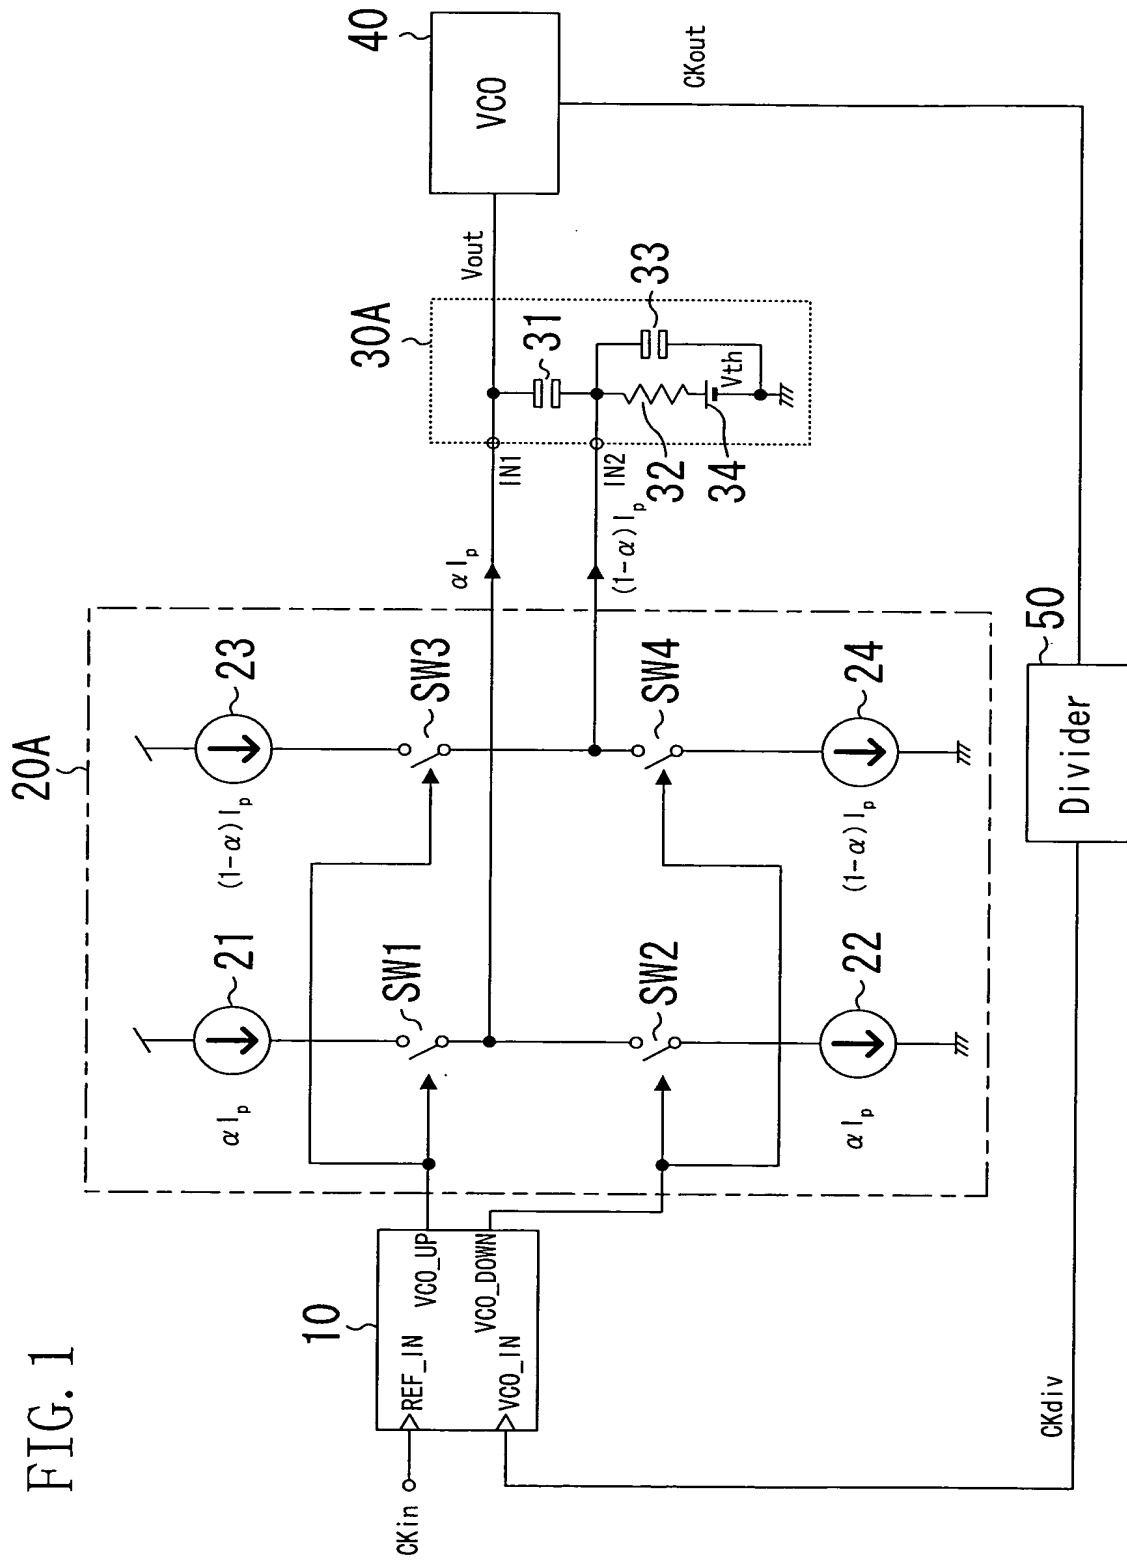 FIG. 1
20A
21
αIp
23
(1-α)Ip
SW1
SW3
SW2
SW4
22
αIp
24
(1-α)Ip
10
REF_IN
VCO_UP
VCO_DOWN
VCO_IN
CKin
αIp
(1-α)Ip
IN1
IN2
30A
31
32
33
34
Vth
Vout
40
VCO
CKout
50
Divider
CKdiv